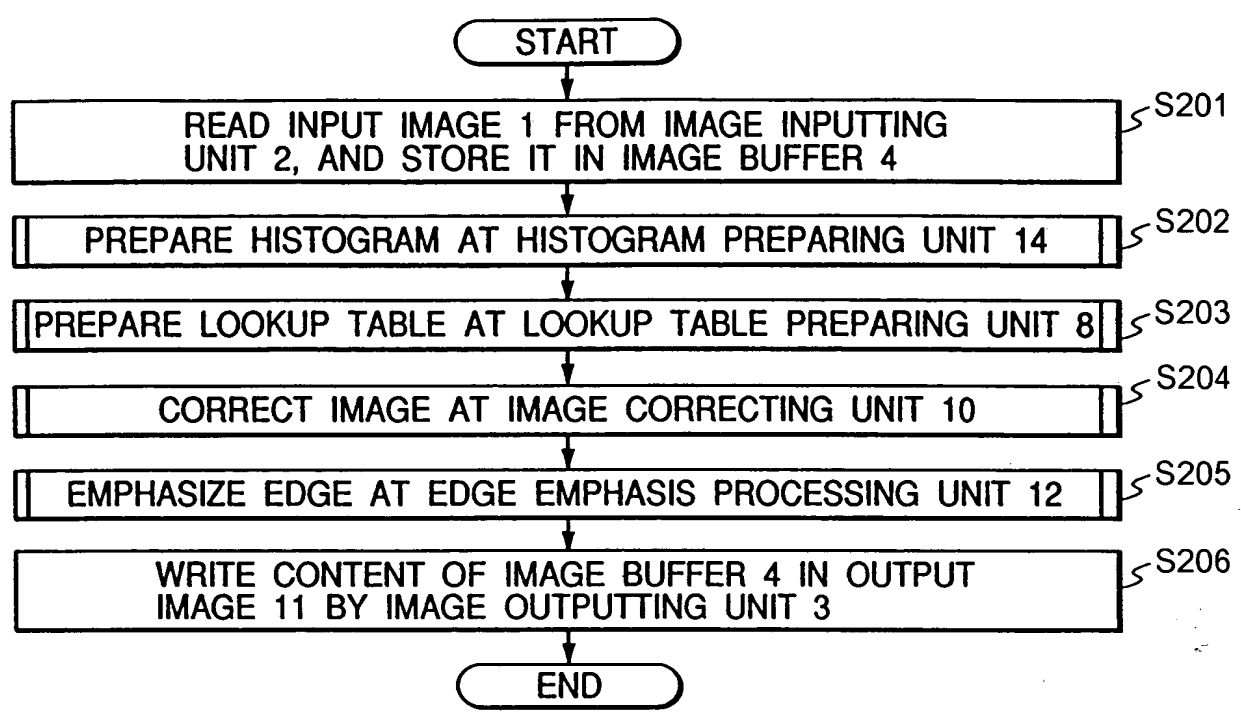 START
S201
READ INPUT IMAGE 1 FROM IMAGE INPUTTING
UNIT 2, AND STORE IT IN IMAGE BUFFER 4
S202
PREPARE HISTOGRAM AT HISTOGRAM PREPARING UNIT 14
S203
PREPARE LOOKUP TABLE AT LOOKUP TABLE PREPARING UNIT 8
S204
CORRECT IMAGE AT IMAGE CORRECTING UNIT 10
S205
EMPHASIZE EDGE AT EDGE EMPHASIS PROCESSING UNIT 12
S206
WRITE CONTENT OF IMAGE BUFFER 4 IN OUTPUT
IMAGE 11 BY IMAGE OUTPUTTING UNIT 3
END